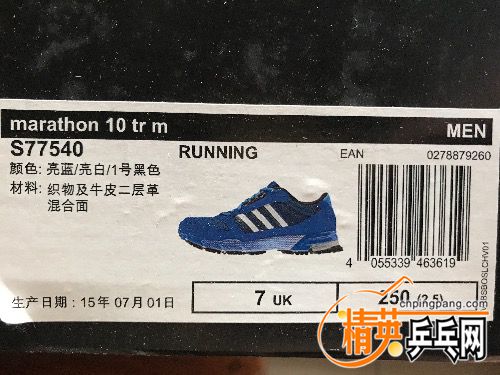 marathon 10 tr m
MEN
S77540
RUNNING
EAN
0278879260
颜色: 亮蓝/亮白/1号黑色
材料: 织物及牛皮二层革
混合面
4 055339 463619
生产日期: 15年 07月 01日
7 UK
250 (2.5)
cnpingpang.com
精英乒乓网